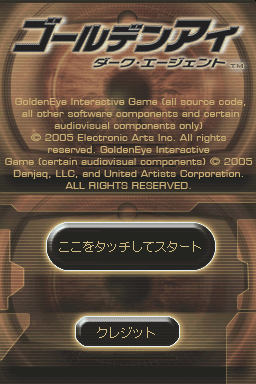 ゴールデンアイ
ダーク・エージェント TM
GoldenEye Interactive Game (all source code,
all other software components and certain
audiovisual components only)
© 2005 Electronic Arts Inc. All rights
reserved. GoldenEye Interactive
Game (certain audiovisual components) © 2005
Danjaq, LLC, and United Artists Corporation.
ALL RIGHTS RESERVED.
ここをタッチしてスタート
クレジット